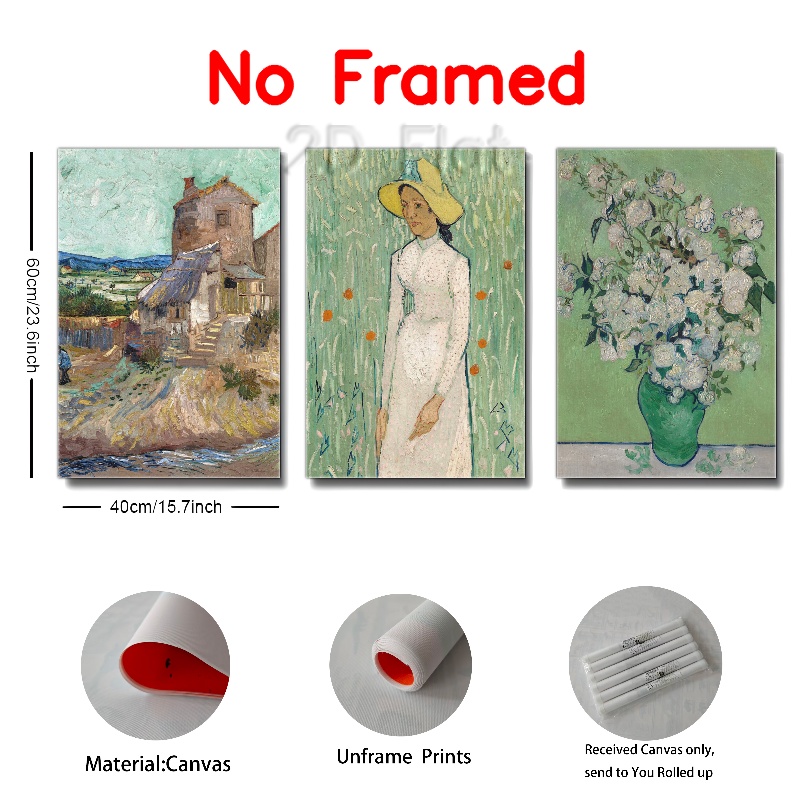 No Framed
2D Flat
60cm/23.6inch
40cm/15.7inch
Material:Canvas
Unframe Prints
Received Canvas only,
send to You Rolled up